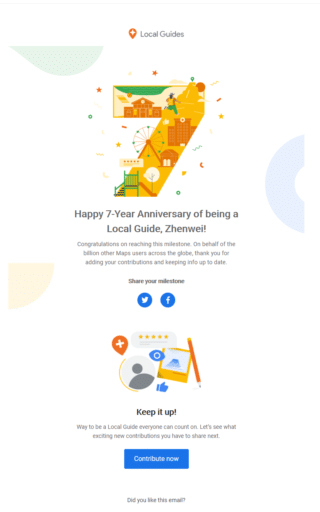 Local Guides
Happy 7-Year Anniversary of being a
Local Guide, Zhenwei!
Congratulations on reaching this milestone. On behalf of the
billion other Maps users across the globe, thank you for
adding your contributions and keeping info up to date.
Share your milestone
Keep it up!
Way to be a Local Guide everyone can count on. Let's see what
exciting new contributions you have to share next.
Contribute now
Did you like this email?